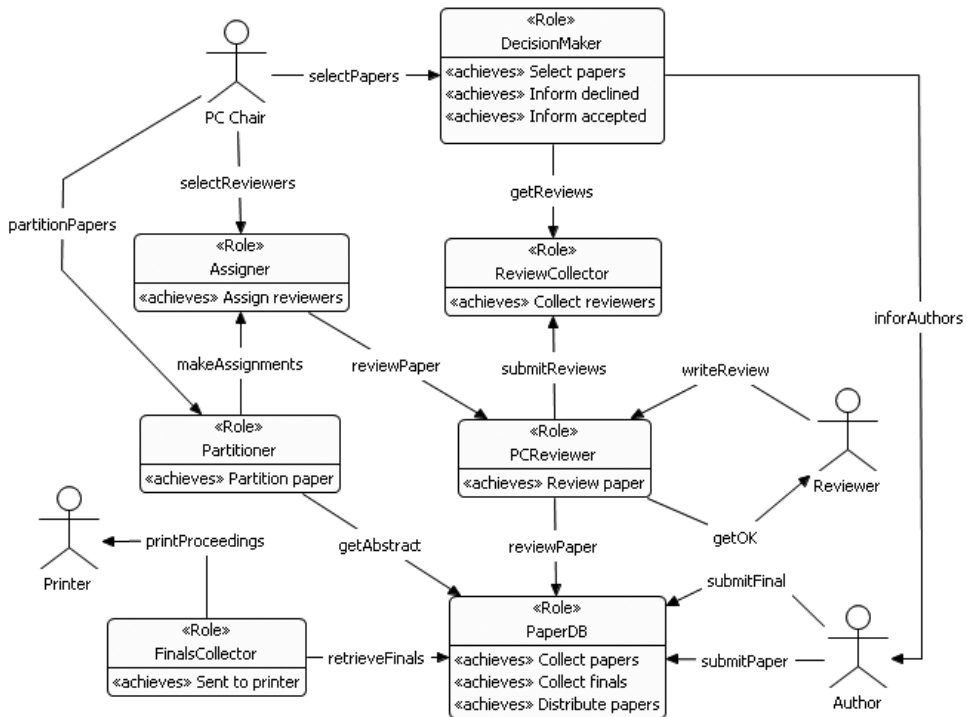 «Role»
DecisionMaker
«achieves» Select papers
«achieves» Inform declined
«achieves» Inform accepted
selectPapers
PC Chair
selectReviewers
getReviews
partitionPapers
«Role»
Assigner
«achieves» Assign reviewers
«Role»
ReviewCollector
«achieves» Collect reviewers
inforAuthors
makeAssignments
reviewPaper
submitReviews
writeReview
«Role»
Partitioner
«achieves» Partition paper
«Role»
PCReviewer
«achieves» Review paper
Reviewer
printProceedings
getAbstract
reviewPaper
getOK
Printer
submitFinal
«Role»
FinalsCollector
«achieves» Sent to printer
retrieveFinals
«Role»
PaperDB
«achieves» Collect papers
«achieves» Collect finals
«achieves» Distribute papers
submitPaper
Author